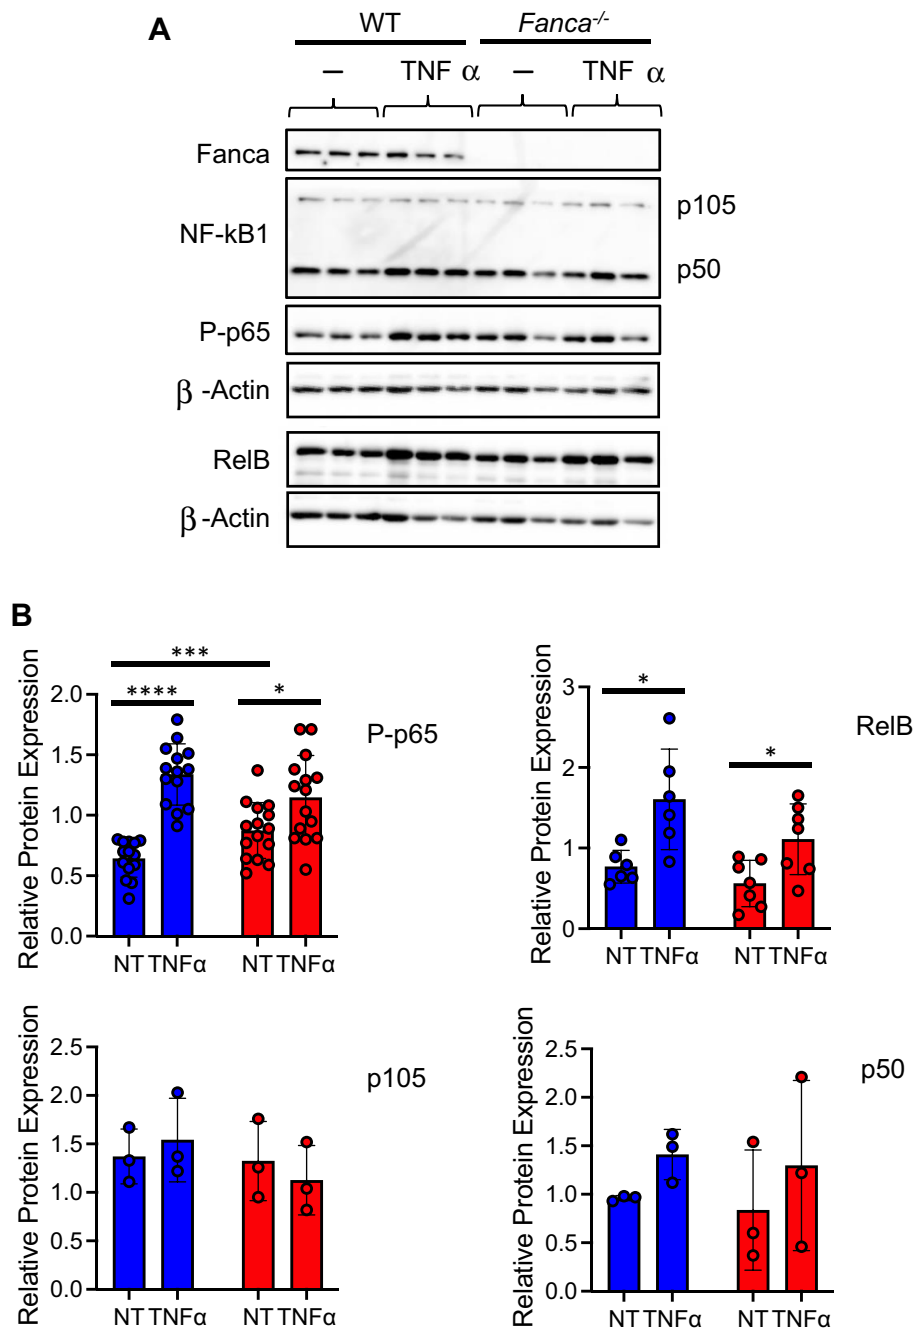 A
WT Fanca-/-
– TNF α – TNF α
Fanca
NF-kB1
p105
p50
P-p65
β -Actin
RelB
β -Actin
B
Relative Protein Expression
2.0
1.5
1.0
0.5
0.0
***
****
*
P-p65
NT TNFα NT TNFα
Relative Protein Expression
3
2
1
0
*
*
RelB
NT TNFα NT TNFα
Relative Protein Expression
2.5
2.0
1.5
1.0
0.5
0.0
p105
NT TNFα NT TNFα
Relative Protein Expression
2.5
2.0
1.5
1.0
0.5
0.0
p50
NT TNFα NT TNFα